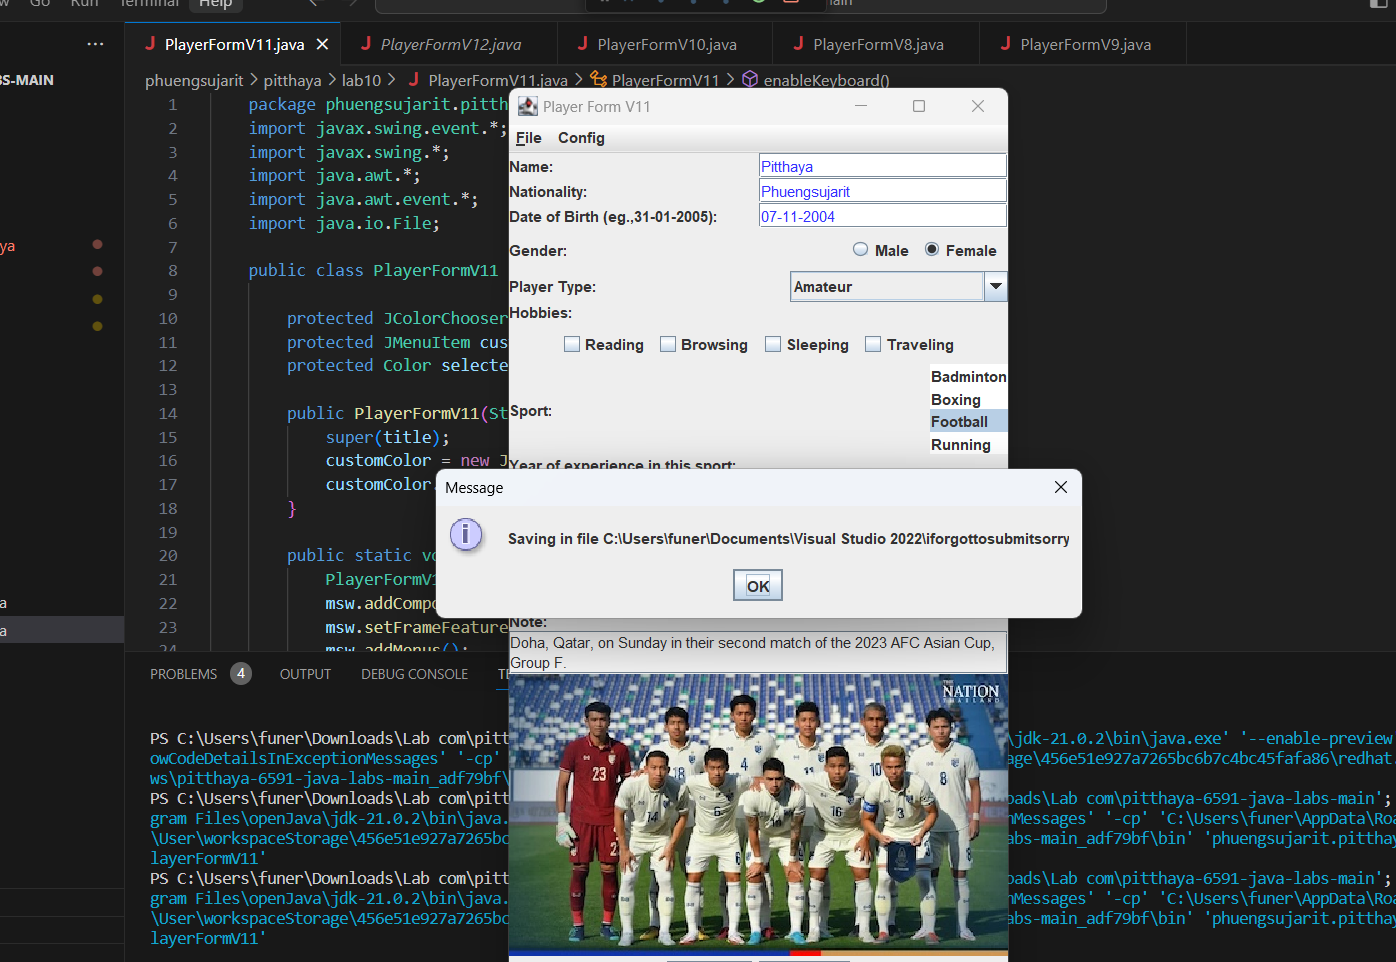 Go Run Terminal Help
PlayerFormV11.java
PlayerFormV12.java
PlayerFormV10.java
PlayerFormV8.java
PlayerFormV9.java
S-MAIN
phuengsujarit > pitthaya > lab10 > PlayerFormV11.java > PlayerFormV11 > enableKeyboard()
1 package phuengsujarit.pitth
2 import javax.swing.event.*;
3 import javax.swing.*;
4 import java.awt.*;
5 import java.awt.event.*;
6 import java.io.File;
7
8 public class PlayerFormV11
9
10 protected JColorChooser
11 protected JMenuItem cus
12 protected Color selecte
13
14 public PlayerFormV11(St
15 super(title);
16 customColor = new J
17 customColor.
18 }
19
20 public static vo
21 PlayerFormV1
22 msw.addCompo
23 msw.setFrameFeature
24 msw.addMenus();
ya
a
a
Player Form V11
File Config
Name: Pitthaya
Nationality: Phuengsujarit
Date of Birth (eg.,31-01-2005): 07-11-2004
Gender: Male Female
Player Type: Amateur
Hobbies:
Reading Browsing Sleeping Traveling
Badminton
Boxing
Sport:
Football
Running
Year of experience in this sport:
Message
Saving in file C:\Users\funer\Documents\Visual Studio 2022\iforgottosubmitsorry
OK
Note:
Doha, Qatar, on Sunday in their second match of the 2023 AFC Asian Cup,
Group F.
THE
NATION
THAILAND
23
18
4
14
6
3
8
PROBLEMS 4 OUTPUT DEBUG CONSOLE TE
PS C:\Users\funer\Downloads\Lab com\pitt \jdk-21.0.2\bin\java.exe' '--enable-preview
owCodeDetailsInExceptionMessages' '-cp' age\456e51e927a7265bc6b7c4bc45fafa86\redhat.
ws\pitthaya-6591-java-labs-main_adf79bf\
PS C:\Users\funer\Downloads\Lab com\pitt oads\Lab com\pitthaya-6591-java-labs-main';
gram Files\openJava\jdk-21.0.2\bin\java. nMessages' '-cp' 'C:\Users\funer\AppData\Roa
\User\workspaceStorage\456e51e927a7265bc abs-main_adf79bf\bin' 'phuengsujarit.pitthay
layerFormV11'
PS C:\Users\funer\Downloads\Lab com\pitt oads\Lab com\pitthaya-6591-java-labs-main';
gram Files\openJava\jdk-21.0.2\bin\java. nMessages' '-cp' 'C:\Users\funer\AppData\Roa
\User\workspaceStorage\456e51e927a7265bc abs-main_adf79bf\bin' 'phuengsujarit.pitthay
layerFormV11'